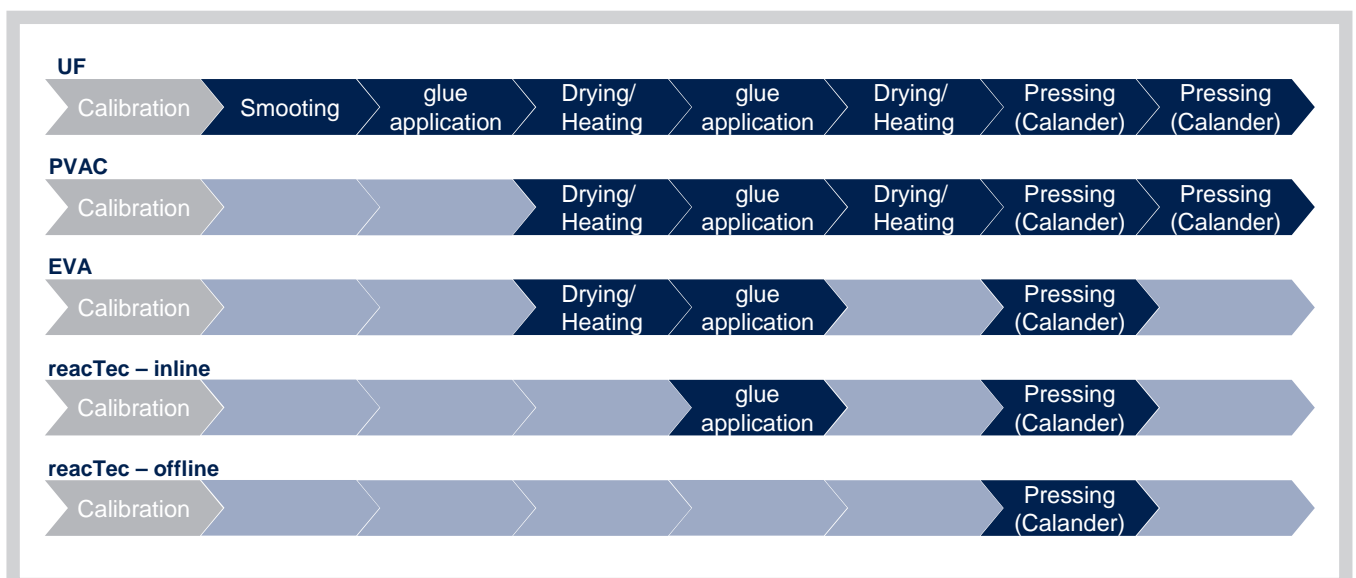 UF
Calibration
Smooting
glue
application
Drying/
Heating
glue
application
Drying/
Heating
Pressing
(Calander)
Pressing
(Calander)
PVAC
Calibration
Drying/
Heating
glue
application
Drying/
Heating
Pressing
(Calander)
Pressing
(Calander)
EVA
Calibration
Drying/
Heating
glue
application
Pressing
(Calander)
reacTec – inline
Calibration
glue
application
Pressing
(Calander)
reacTec – offline
Calibration
Pressing
(Calander)